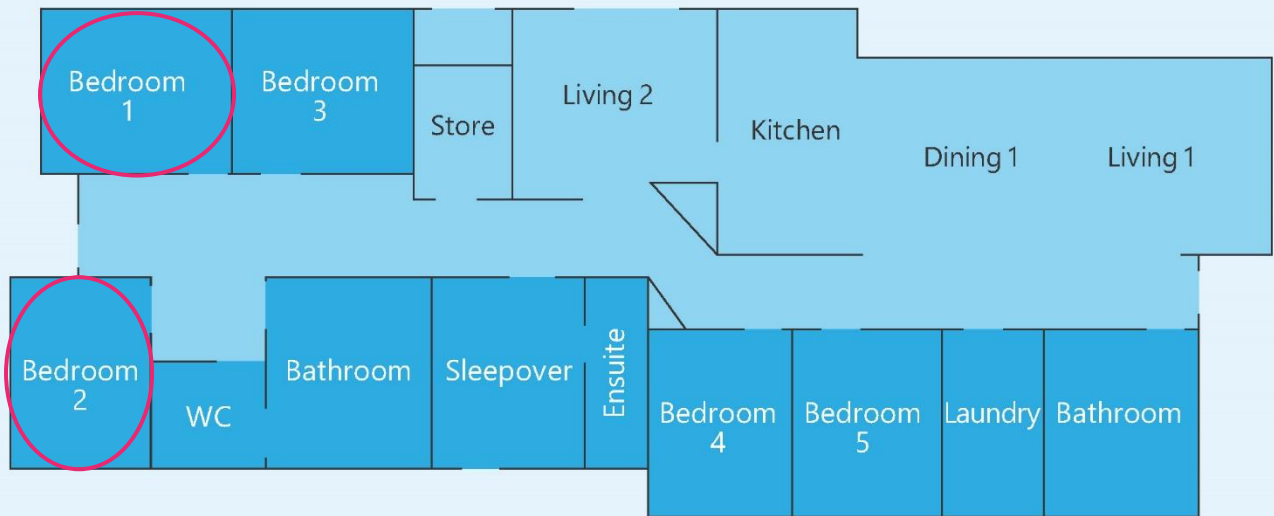 Bedroom
1
Bedroom
3
Store
Living 2
Kitchen
Dining 1
Living 1
Bedroom
2
WC
Bathroom
Sleepover
Ensuite
Bedroom
4
Bedroom
5
Laundry
Bathroom